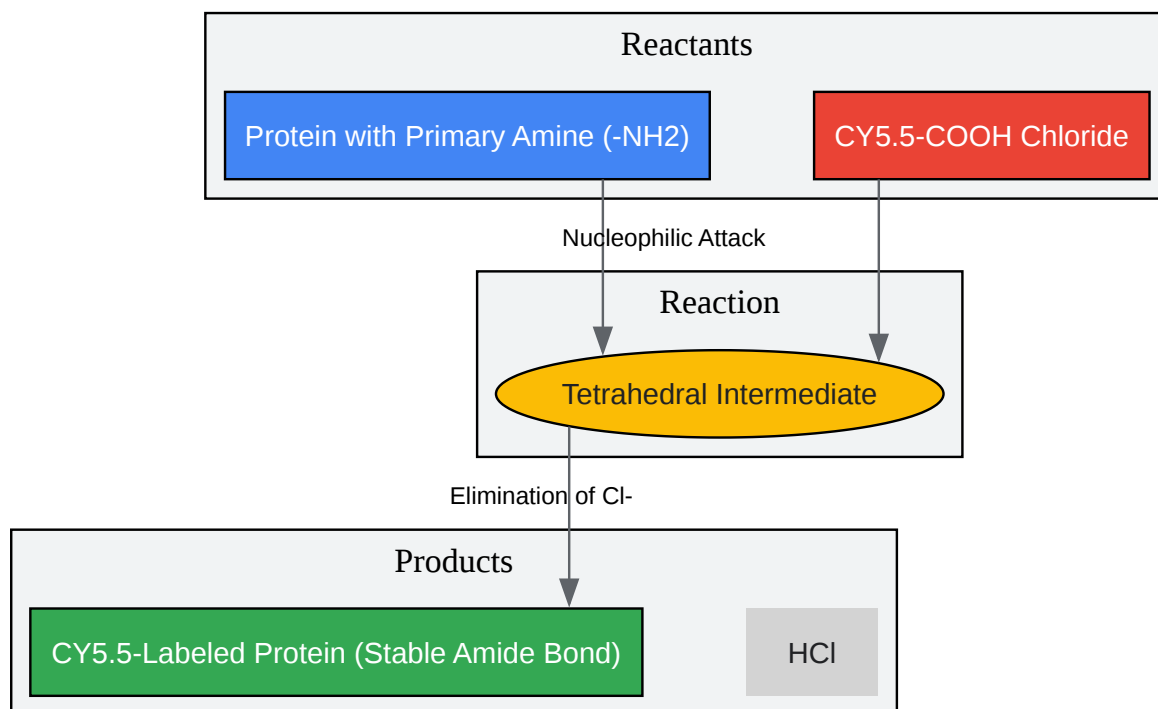 Reactants
Protein with Primary Amine (-NH2)
CY5.5-COOH Chloride
Nucleophilic Attack
Reaction
Tetrahedral Intermediate
Elimination of Cl-
Products
CY5.5-Labeled Protein (Stable Amide Bond)
HCl